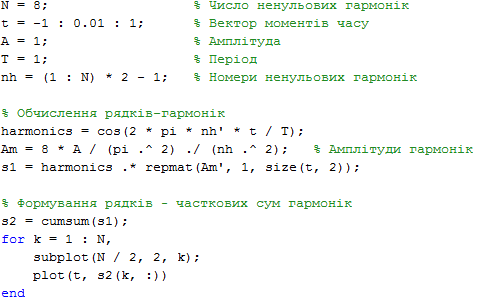 N = 8; % Число ненульових гармонік
t = -1 : 0.01 : 1; % Вектор моментів часу
A = 1; % Амплітуда
T = 1; % Період
nh = (1 : N) * 2 - 1; % Номери ненульових гармонік
% Обчислення рядків-гармонік
harmonics = cos(2 * pi * nh' * t / T);
Am = 8 * A / (pi .^ 2) ./ (nh .^ 2); % Амплітуди гармонік
s1 = harmonics .* repmat(Am', 1, size(t, 2));
% Формування рядків - часткових сум гармонік
s2 = cumsum(s1);
for k = 1 : N,
subplot(N / 2, 2, k);
plot(t, s2(k, :))
end